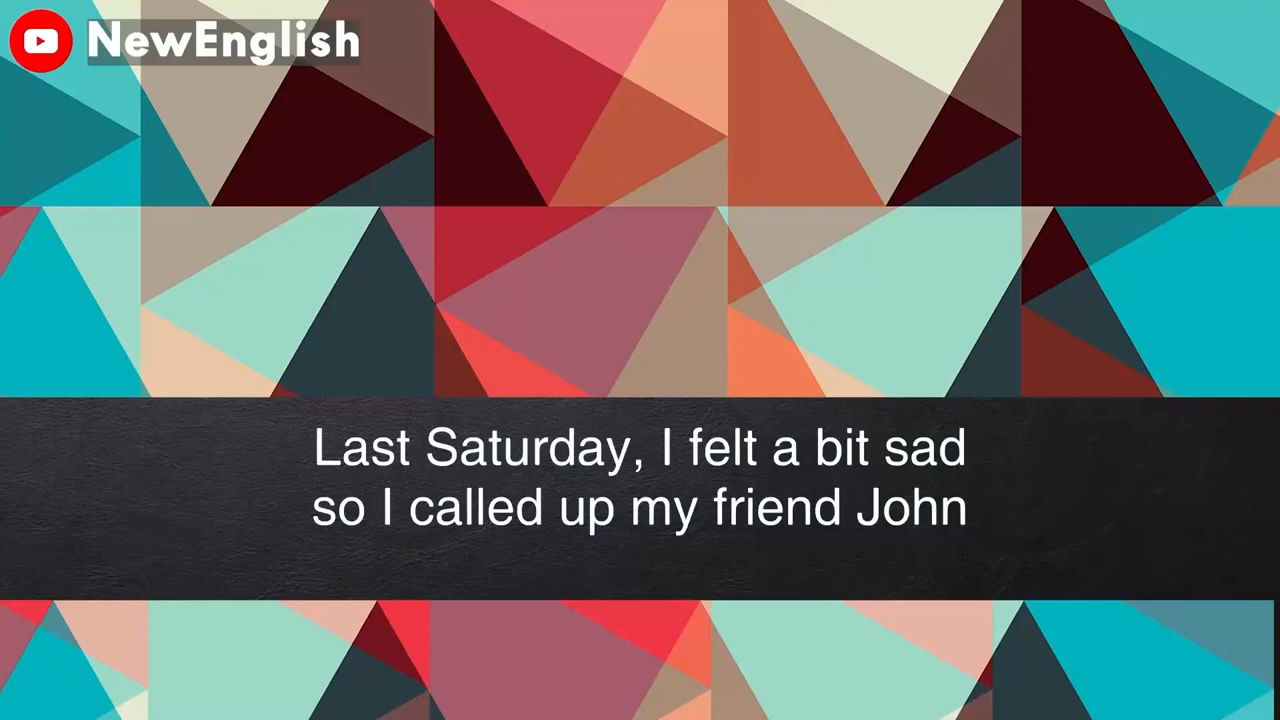 NewEnglish
Last Saturday, I felt a bit sad
so I called up my friend John